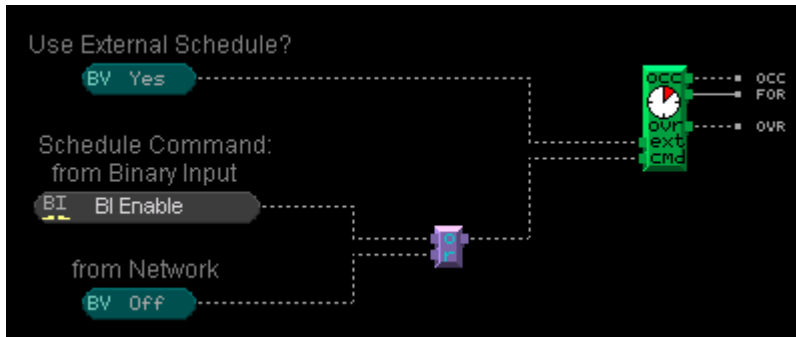 Use External Schedule?
BV Yes
Schedule Command:
from Binary Input
BI BI Enable
from Network
BV Off
or
occ
ovr
ext
cmd
OCC
FOR
OVR